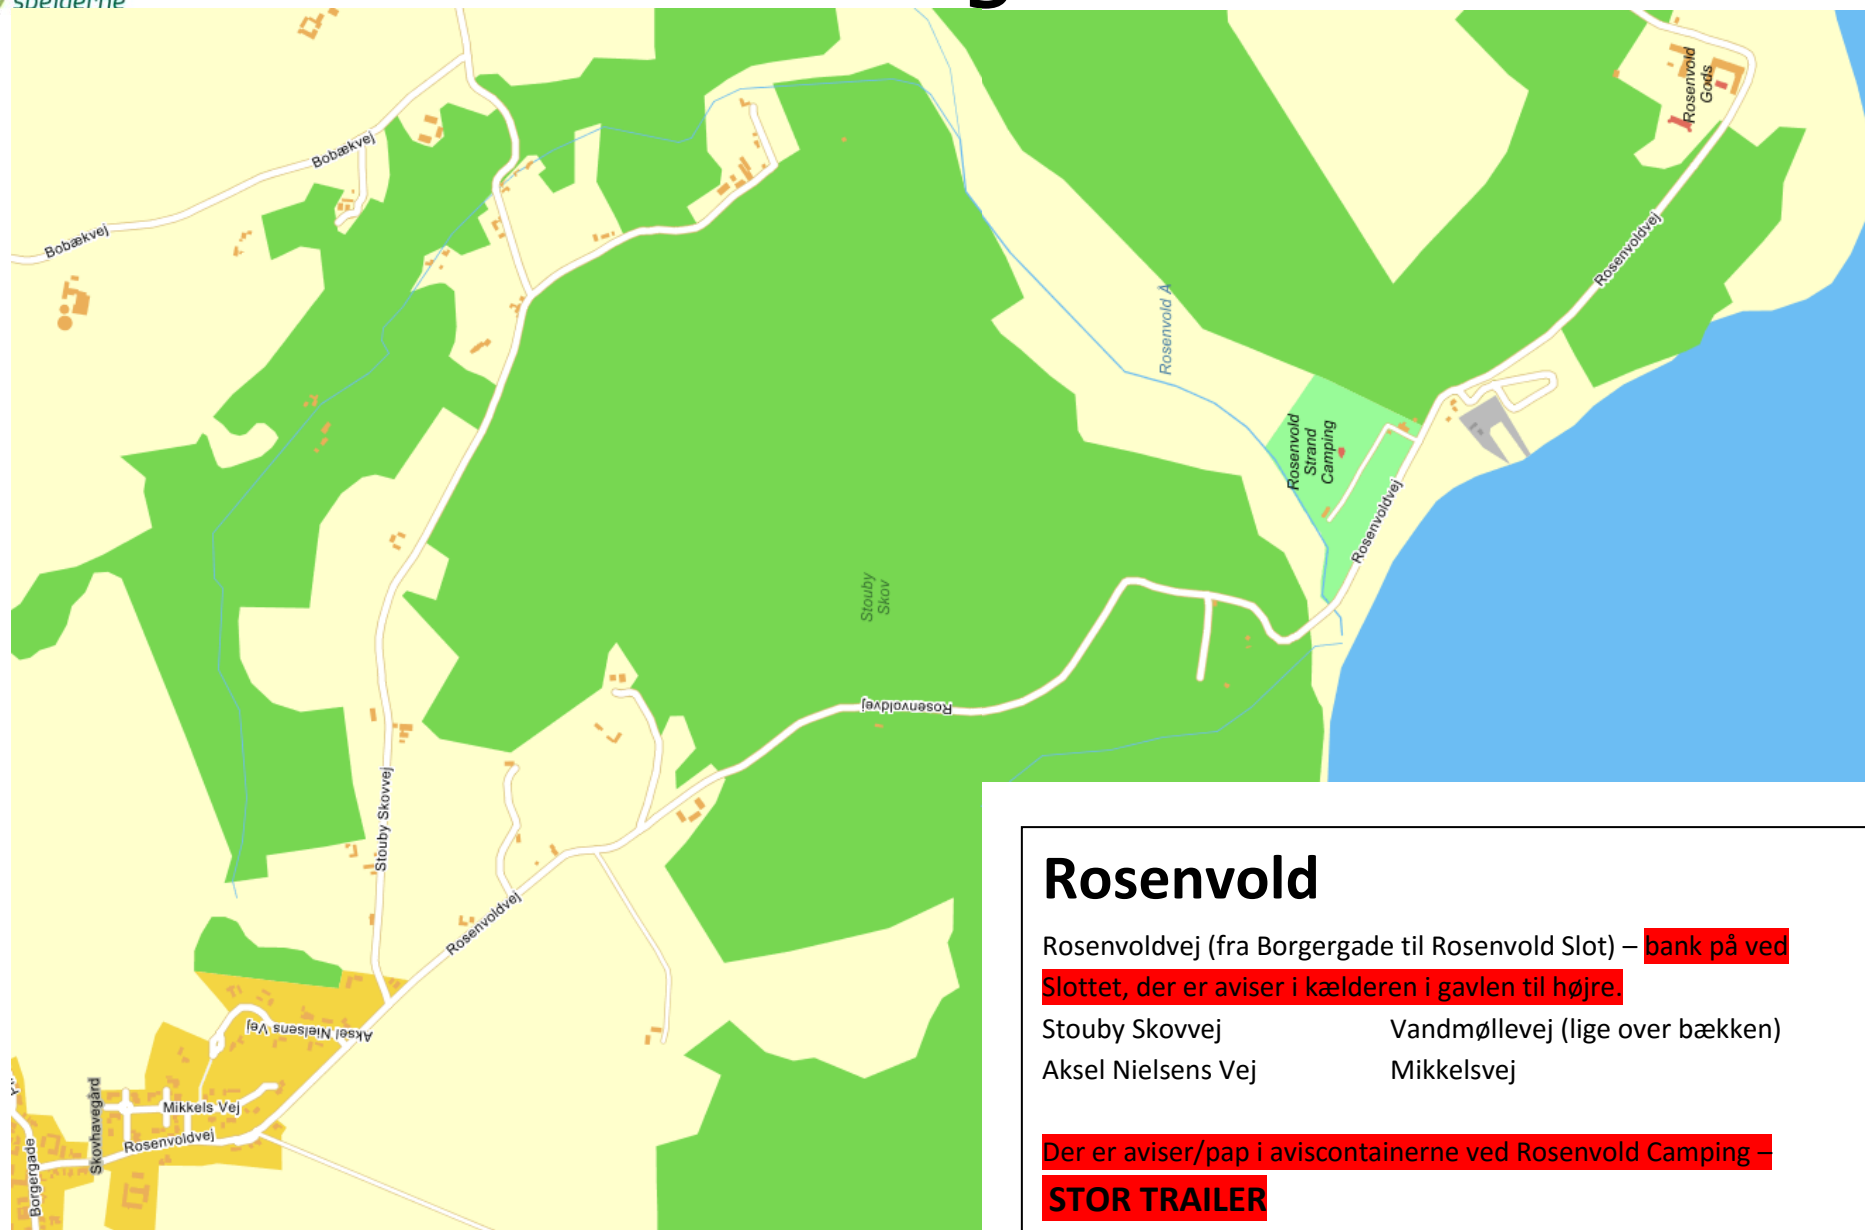 spejderne
g
Rosenvold
Gods
Bobækvej
Bobækvej
Rosenvoldvej
Rosenvold Å
Rosenvold
Strand
Camping
Rosenvoldvej
Stouby
Skov
Rosenvoldvej
Stouby Skovvej
Rosenvoldvej
Aksel Nielsens Vej
Mikkels Vej
Skovhavegård
Rosenvoldvej
Borgergade
Rosenvold
Rosenvoldvej (fra Borgergade til Rosenvold Slot) – bank på ved
Slottet, der er aviser i kælderen i gavlen til højre.
Stouby Skovvej Vandmøllevej (lige over bækken)
Aksel Nielsens Vej Mikkelsvej
Der er aviser/pap i aviscontainerne ved Rosenvold Camping –
STOR TRAILER